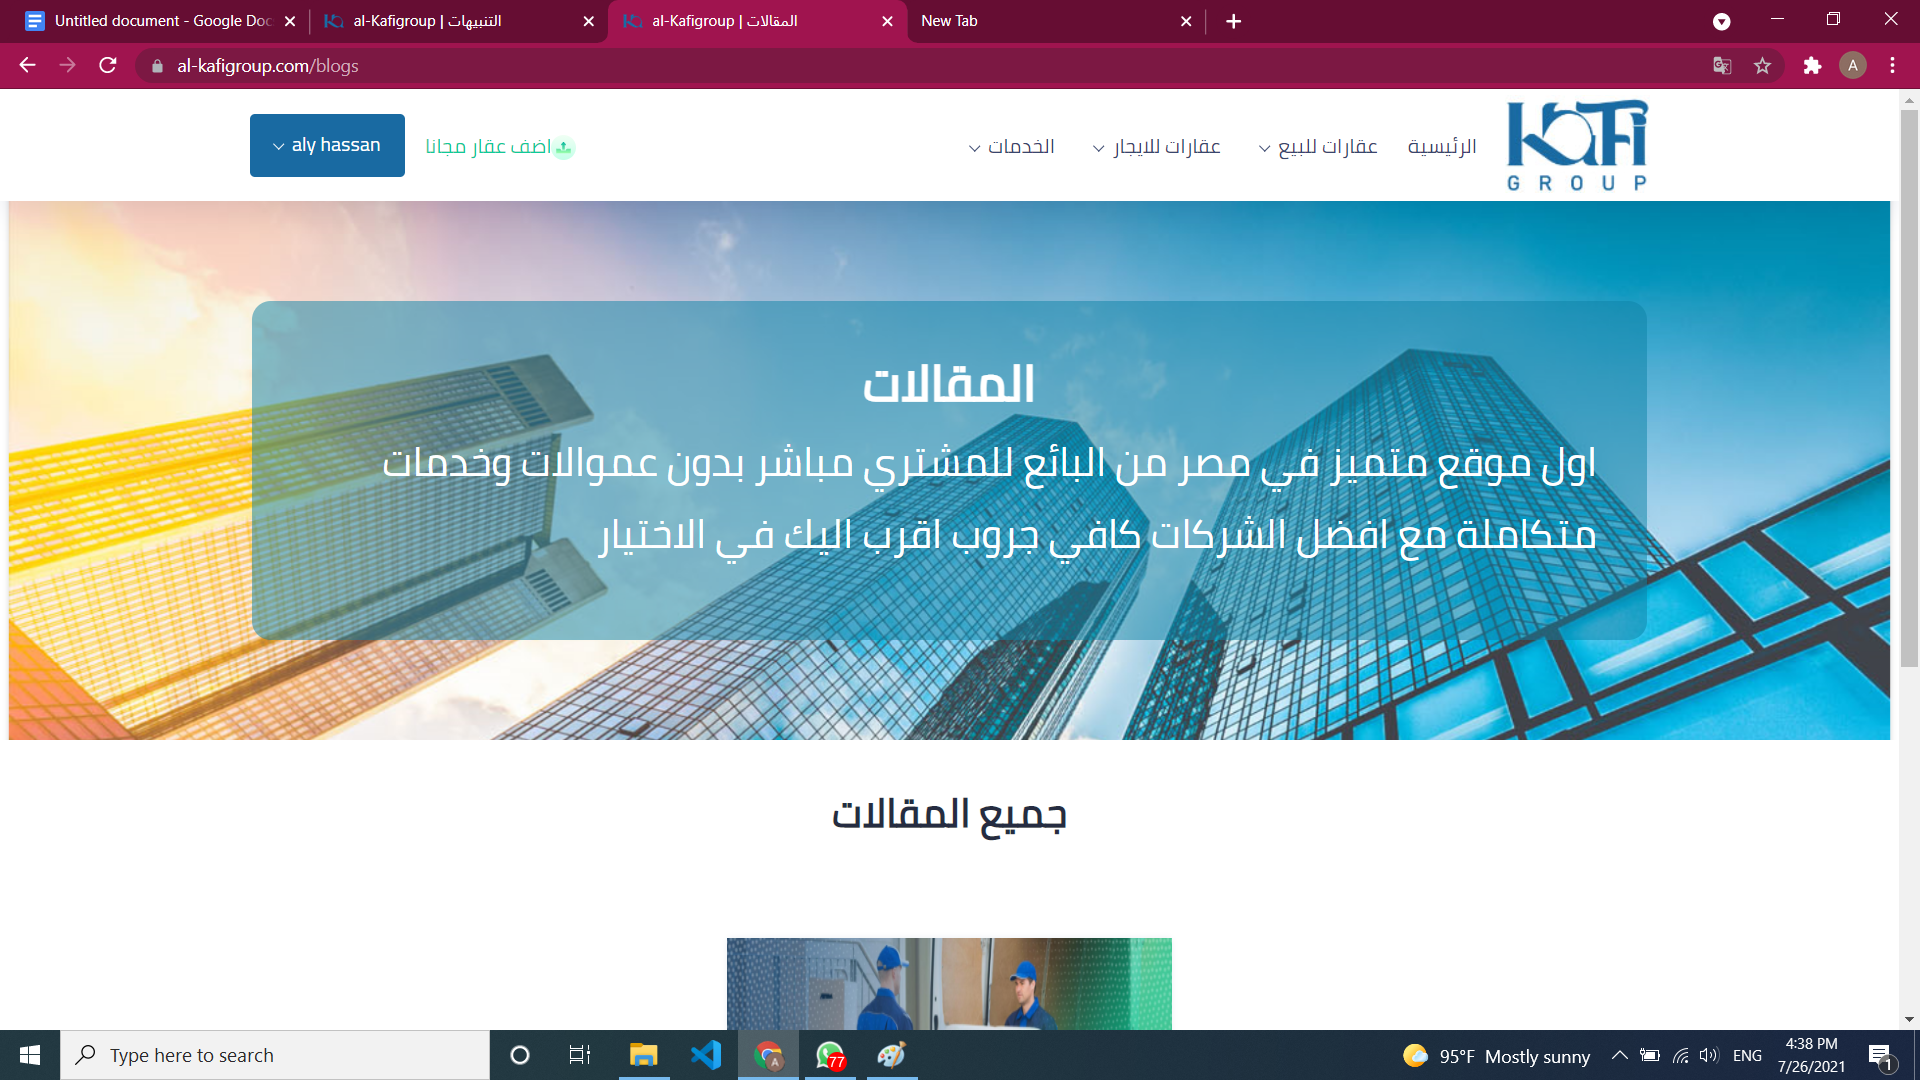 Untitled document - Google Doc
al-Kafigroup | التنبيهات
al-Kafigroup | المقالات
New Tab
al-kafigroup.com/blogs
A
KAFI
GROUP
الرئيسية
عقارات للبيع
عقارات للايجار
الخدمات
اضف عقار مجانا
aly hassan
المقالات
اول موقع متميز في مصر من البائع للمشتري مباشر بدون عموالات وخدمات
متكاملة مع افضل الشركات كافي جروب اقرب اليك في الاختيار
جميع المقالات
Type here to search
A
77
95°F Mostly sunny
ENG
4:38 PM
7/26/2021
1